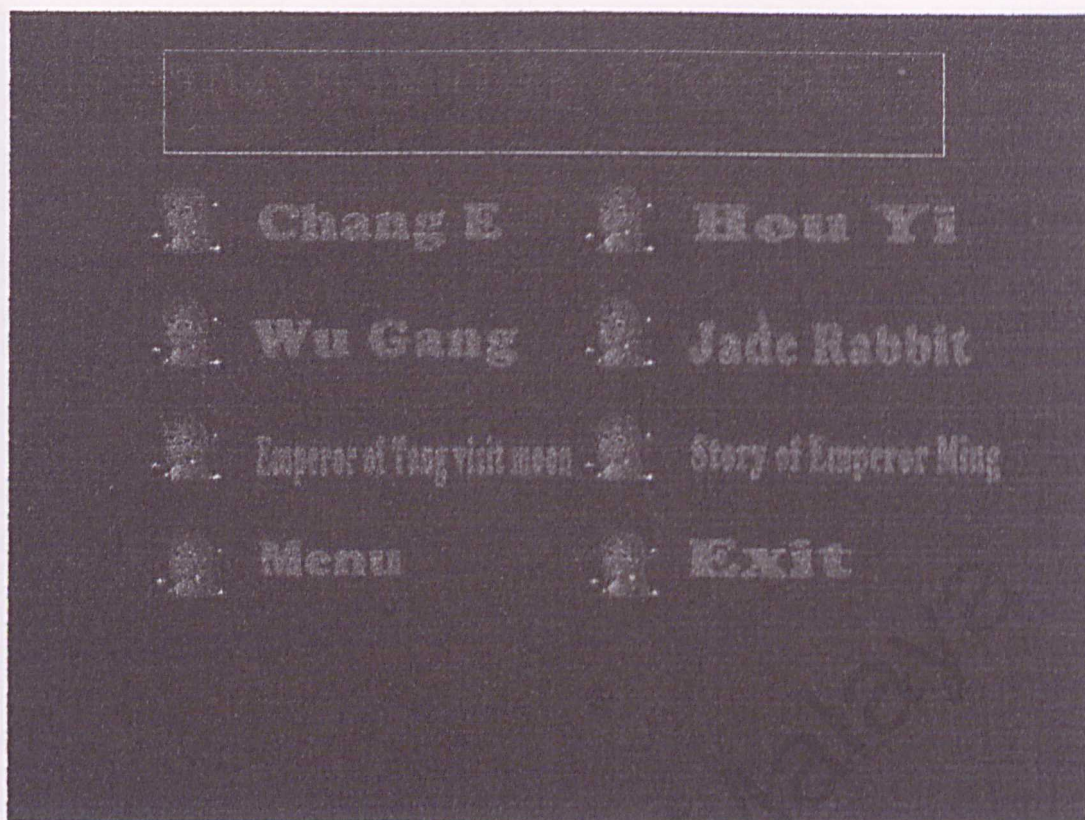 Chang E
Hou Yi
Wu Gang
Jade Rabbit
Emperor of Tang visit moon
Story of Emperor Ming
Menu
Exit